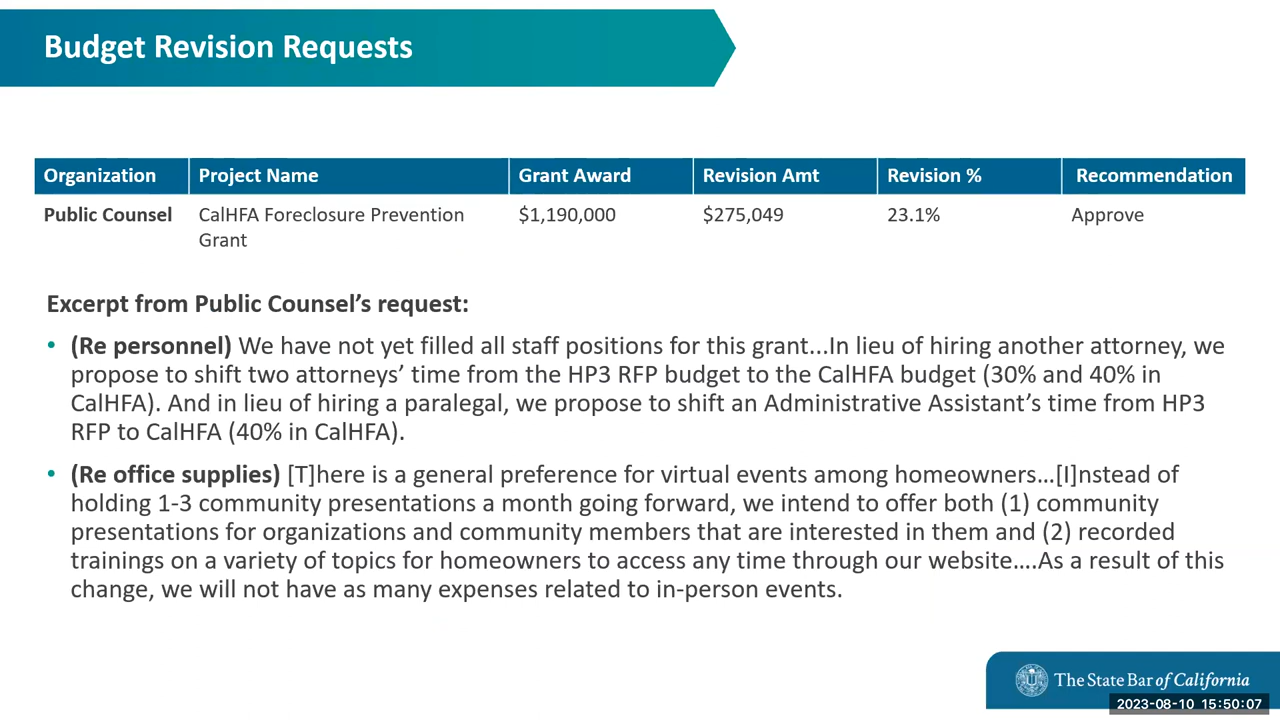 Budget Revision Requests
Organization Project Name Grant Award Revision Amt Revision % Recommendation
Public Counsel CalHFA Foreclosure Prevention $1,190,000 $275,049 23.1% Approve
Grant
Excerpt from Public Counsel’s request:
• (Re personnel) We have not yet filled all staff positions for this grant...In lieu of hiring another attorney, we
propose to shift two attorneys’ time from the HP3 RFP budget to the CalHFA budget (30% and 40% in
CalHFA). And in lieu of hiring a paralegal, we propose to shift an Administrative Assistant’s time from HP3
RFP to CalHFA (40% in CalHFA).
• (Re office supplies) [T]here is a general preference for virtual events among homeowners…[I]nstead of
holding 1-3 community presentations a month going forward, we intend to offer both (1) community
presentations for organizations and community members that are interested in them and (2) recorded
trainings on a variety of topics for homeowners to access any time through our website….As a result of this
change, we will not have as many expenses related to in-person events.
The State Bar of California
2023-08-10 15:50:07